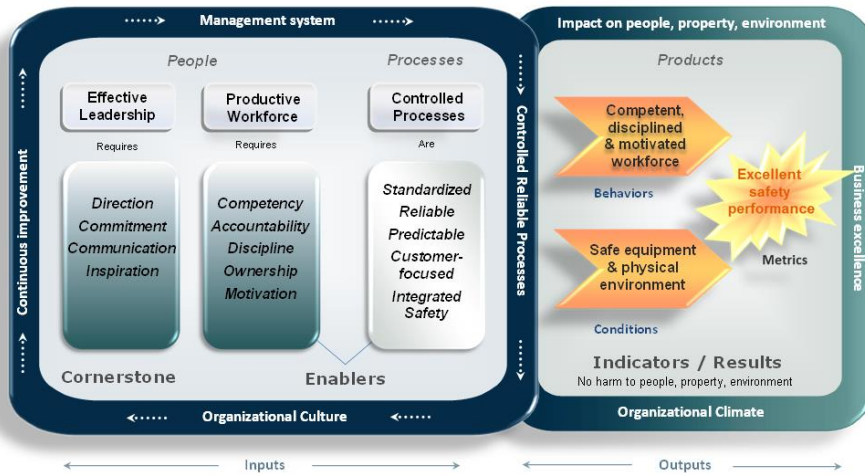 Management system
Impact on people, property, environment
People
Processes
Products
Effective
Leadership
Productive
Workforce
Controlled
Processes
Requires
Requires
Are
Direction
Commitment
Communication
Inspiration
Competency
Accountability
Discipline
Ownership
Motivation
Standardized
Reliable
Predictable
Customer-
focused
Integrated
Safety
Continuous improvement
Controlled Reliable Processes
Competent,
disciplined
& motivated
workforce
Behaviors
Excellent
safety
performance
Safe equipment
& physical
environment
Metrics
Conditions
Business excellence
Cornerstone
Enablers
Indicators / Results
No harm to people, property, environment
Organizational Culture
Organizational Climate
Inputs
Outputs